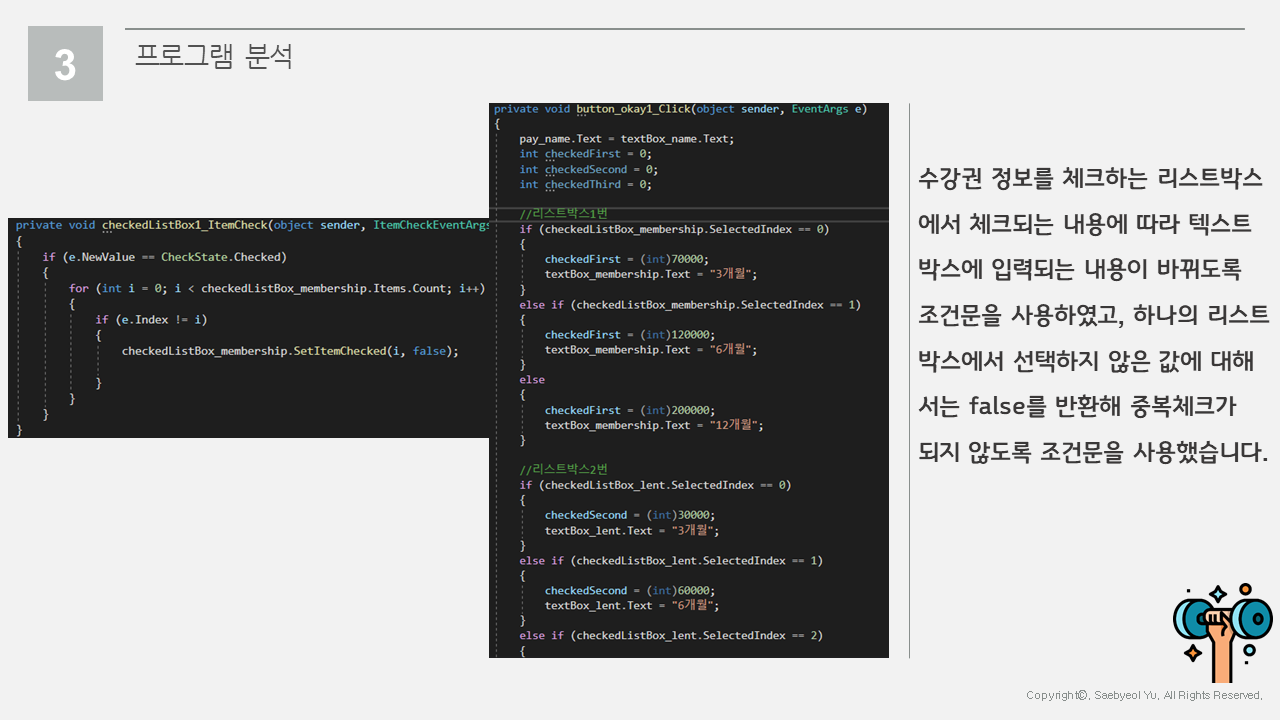 3
프로그램 분석
private void checkedListBox1_ItemCheck(object sender, ItemCheckEventArgs
{
if (e.NewValue == CheckState.Checked)
{
for (int i = 0; i < checkedListBox_membership.Items.Count; i++)
{
if (e.Index != i)
{
checkedListBox_membership.SetItemChecked(i, false);
}
}
}
}
private void button_okay1_Click(object sender, EventArgs e)
{
pay_name.Text = textBox_name.Text;
int checkedFirst = 0;
int checkedSecond = 0;
int checkedThird = 0;
//리스트박스1번
if (checkedListBox_membership.SelectedIndex == 0)
{
checkedFirst = (int)70000;
textBox_membership.Text = "3개월";
}
else if (checkedListBox_membership.SelectedIndex == 1)
{
checkedFirst = (int)120000;
textBox_membership.Text = "6개월";
}
else
{
checkedFirst = (int)200000;
textBox_membership.Text = "12개월";
}
//리스트박스2번
if (checkedListBox_lent.SelectedIndex == 0)
{
checkedSecond = (int)30000;
textBox_lent.Text = "3개월";
}
else if (checkedListBox_lent.SelectedIndex == 1)
{
checkedSecond = (int)60000;
textBox_lent.Text = "6개월";
}
else if (checkedListBox_lent.SelectedIndex == 2)
{
수강권 정보를 체크하는 리스트박스
에서 체크되는 내용에 따라 텍스트
박스에 입력되는 내용이 바뀌도록
조건문을 사용하였고, 하나의 리스트
박스에서 선택하지 않은 값에 대해
서는 false를 반환해 중복체크가
되지 않도록 조건문을 사용했습니다.
Copyright©. Saebyeol Yu. All Rights Reserved.